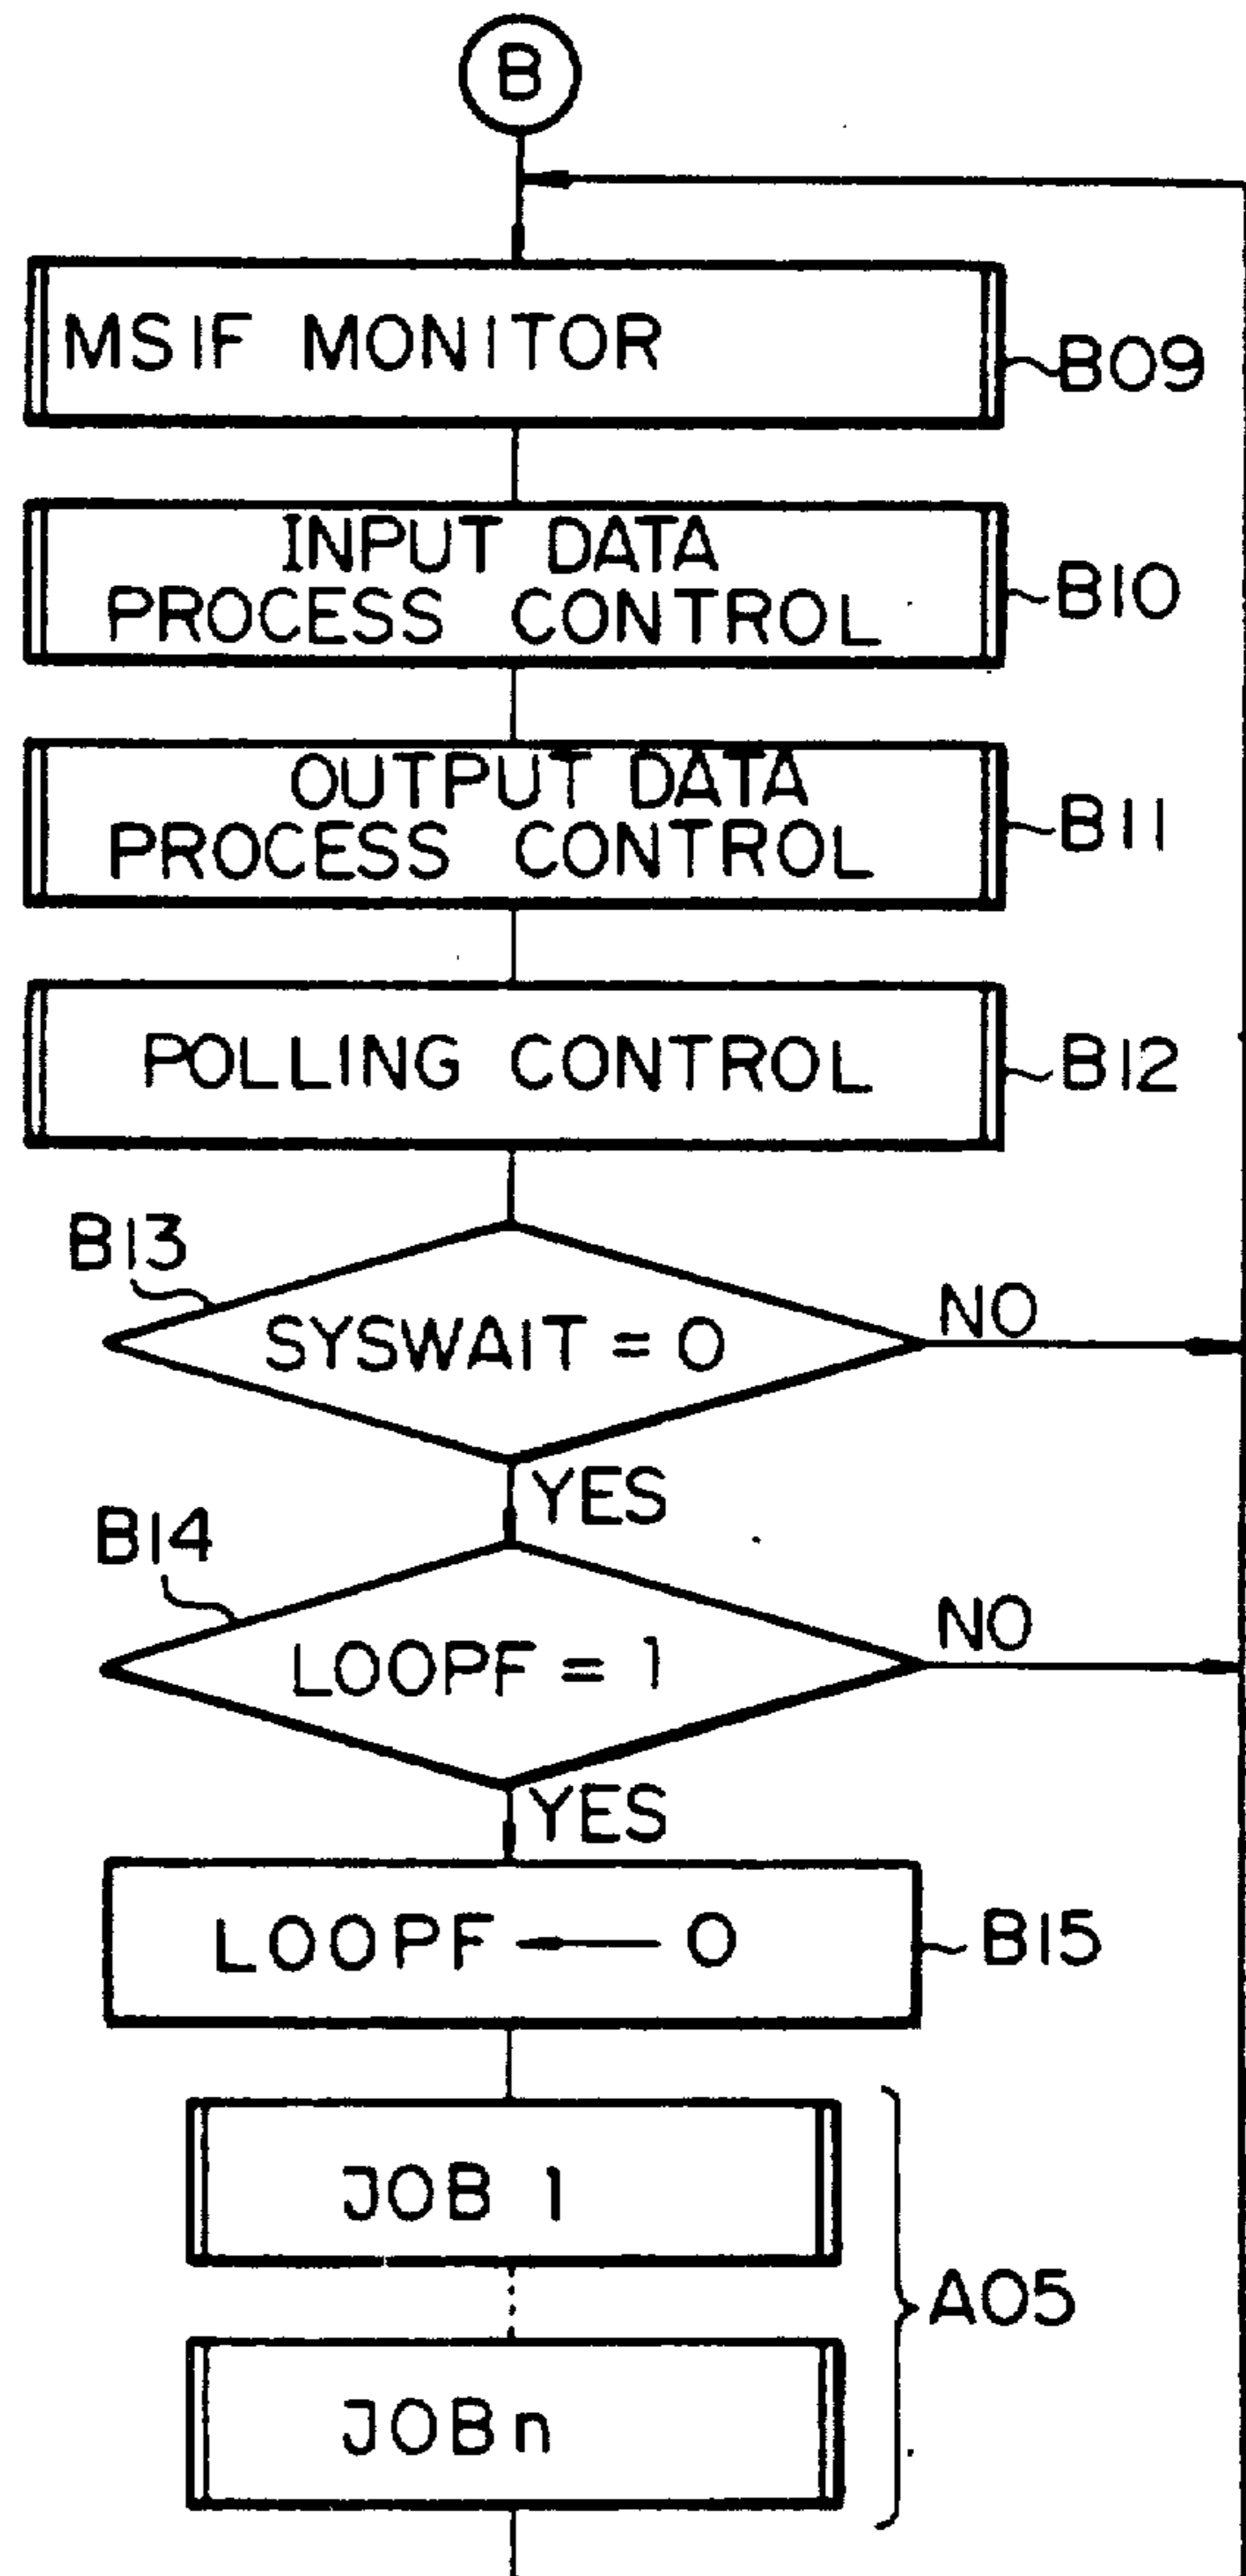 B
MSIF MONITOR
B09
INPUT DATA
PROCESS CONTROL
B10
OUTPUT DATA
PROCESS CONTROL
B11
POLLING CONTROL
B12
B13
SYSWAIT = 0
NO
YES
B14
LOOPF = 1
NO
YES
LOOPF ← 0
B15
JOB 1
A05
JOBn